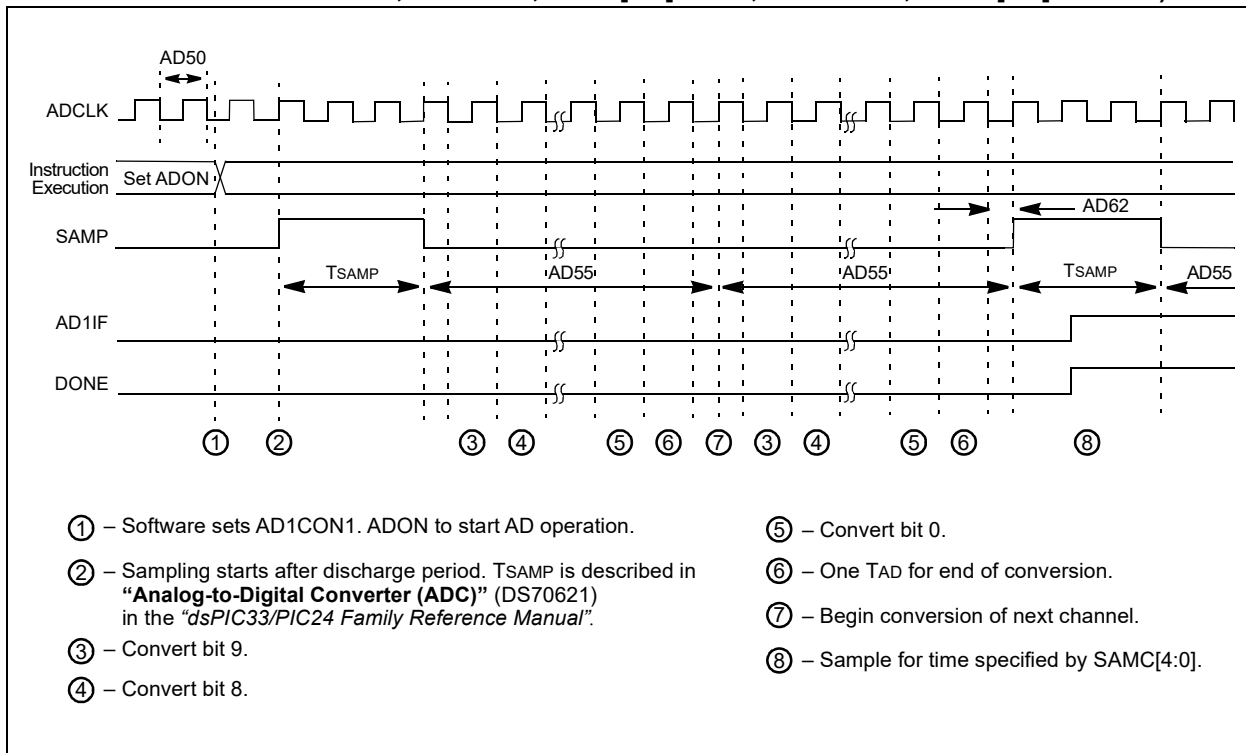 AD50
ADCLK
Instruction
Execution
Set ADON
AD62
SAMP
TSAMP
AD55
AD55
TSAMP
AD55
AD1IF
DONE
① ② ③ ④ ⑤ ⑥ ⑦ ③ ④ ⑤ ⑥ ⑧
① – Software sets AD1CON1. ADON to start AD operation.
② – Sampling starts after discharge period. TSAMP is described in
“Analog-to-Digital Converter (ADC)” (DS70621)
in the “dsPIC33/PIC24 Family Reference Manual”.
③ – Convert bit 9.
④ – Convert bit 8.
⑤ – Convert bit 0.
⑥ – One TAD for end of conversion.
⑦ – Begin conversion of next channel.
⑧ – Sample for time specified by SAMC[4:0].